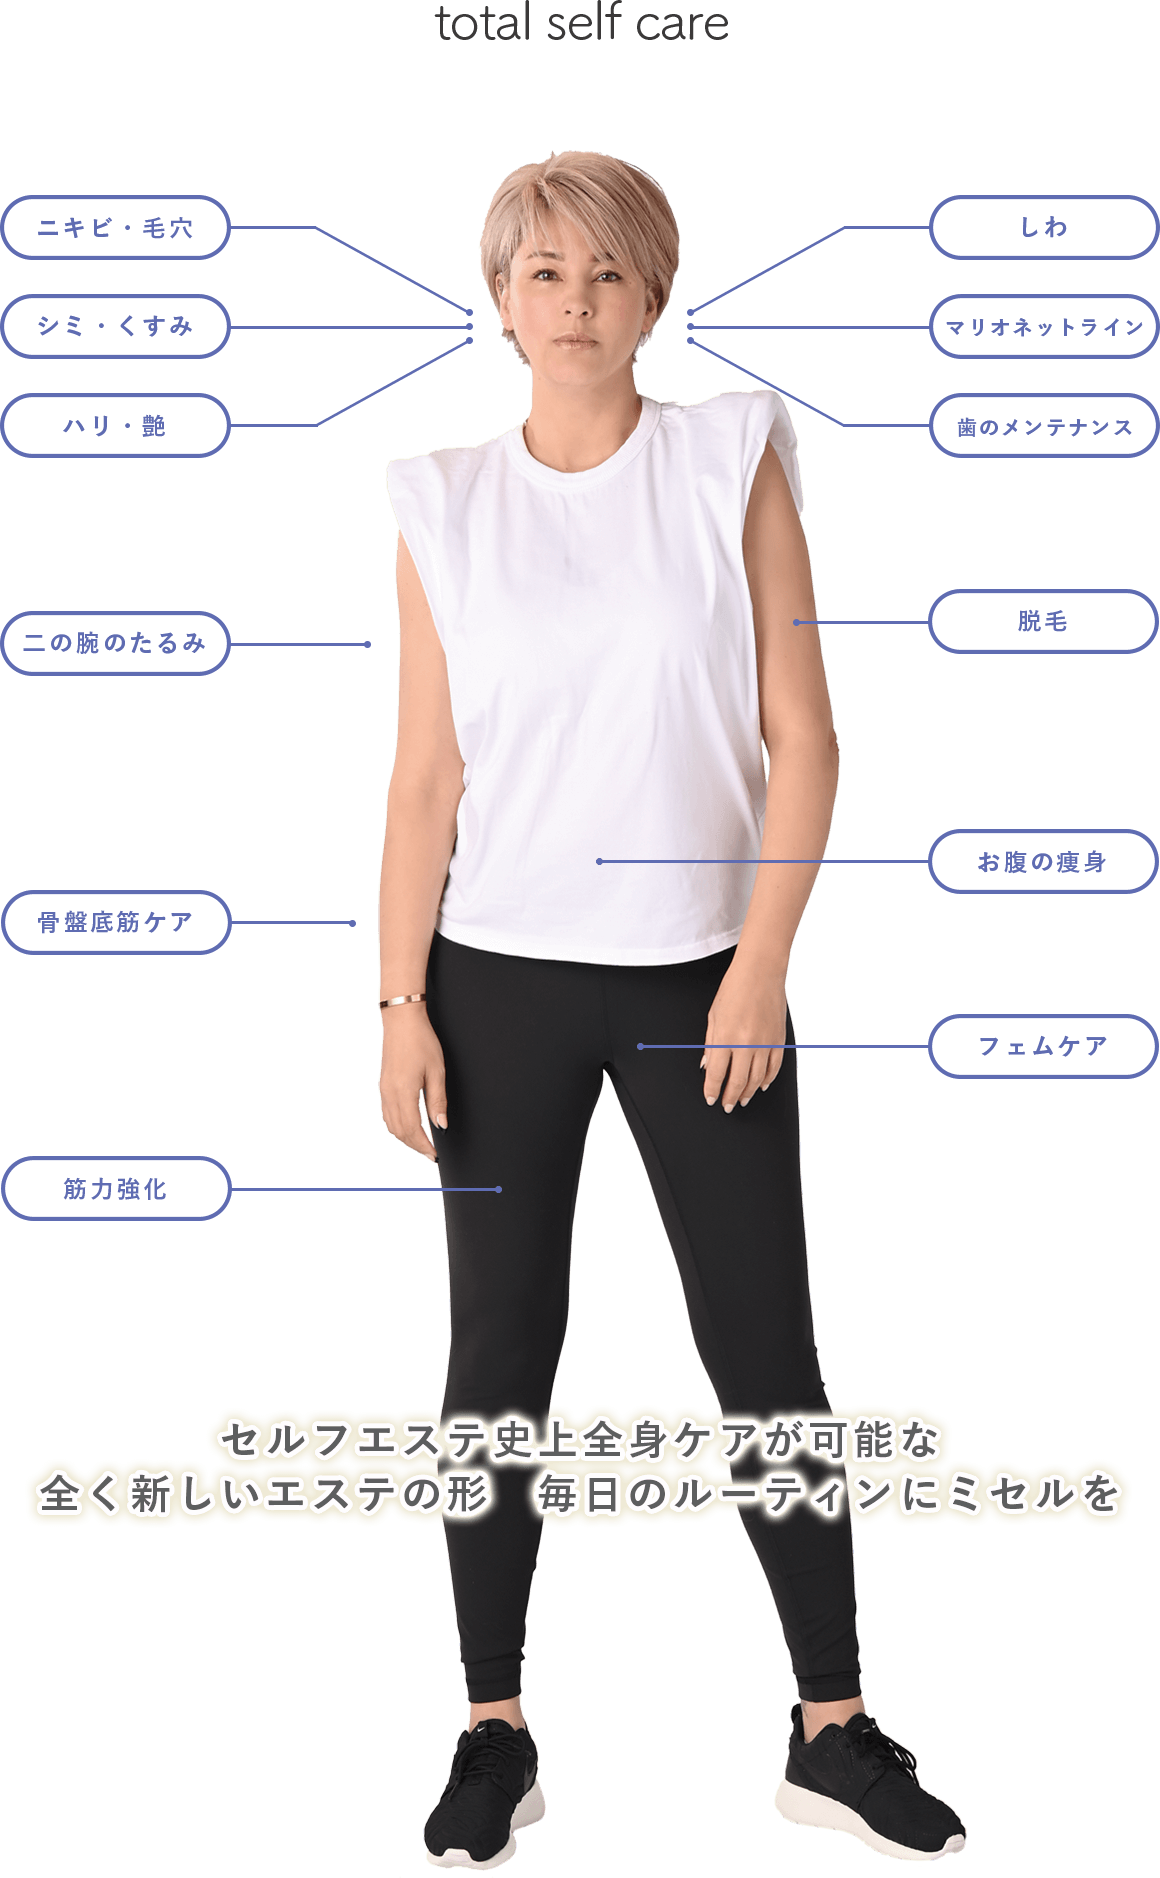 total self care
ニキビ・毛穴
しわ
シミ・くすみ
マリオネットライン
ハリ・艶
歯のメンテナンス
二の腕のたるみ
脱毛
お腹の痩身
骨盤底筋ケア
フェムケア
筋力強化
セルフエステ史上全身ケアが可能な
全く新しいエステの形　毎日のルーティンにミセルを